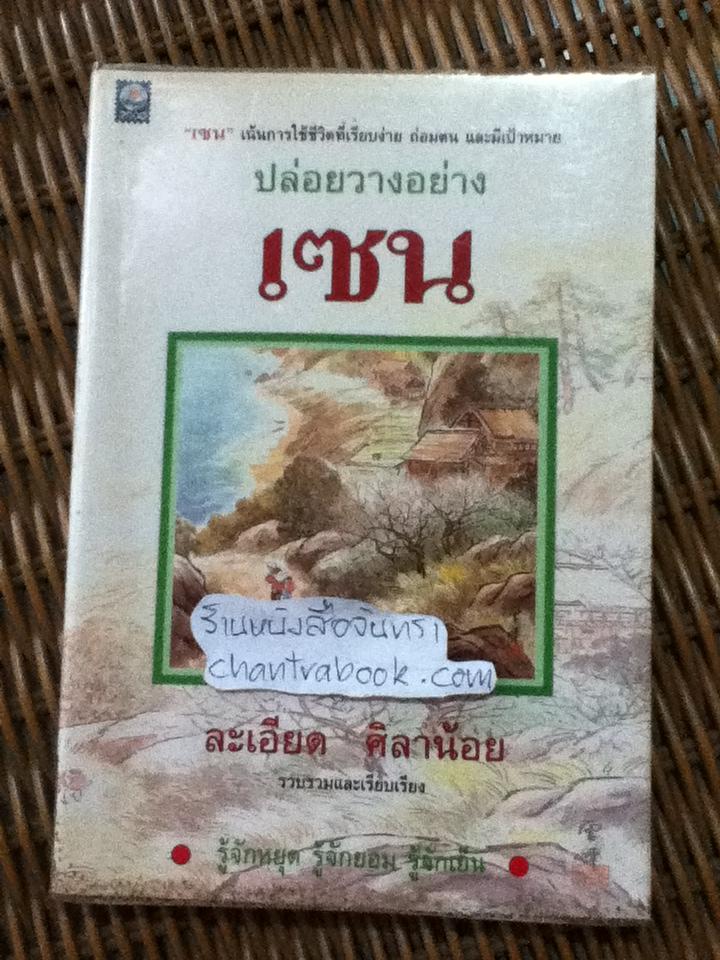 "เซน" เน้นการใช้ชีวิตที่เรียบง่าย ถ่อมตน และมีเป้าหมาย
ปล่อยวางอย่าง
เซน
ร้านหนังสือจันทรา
chantrabook.com
ละเอียด ศิลาน้อย
รวบรวมและเรียบเรียง
รู้จักหยุด รู้จักยอม รู้จักเย็น